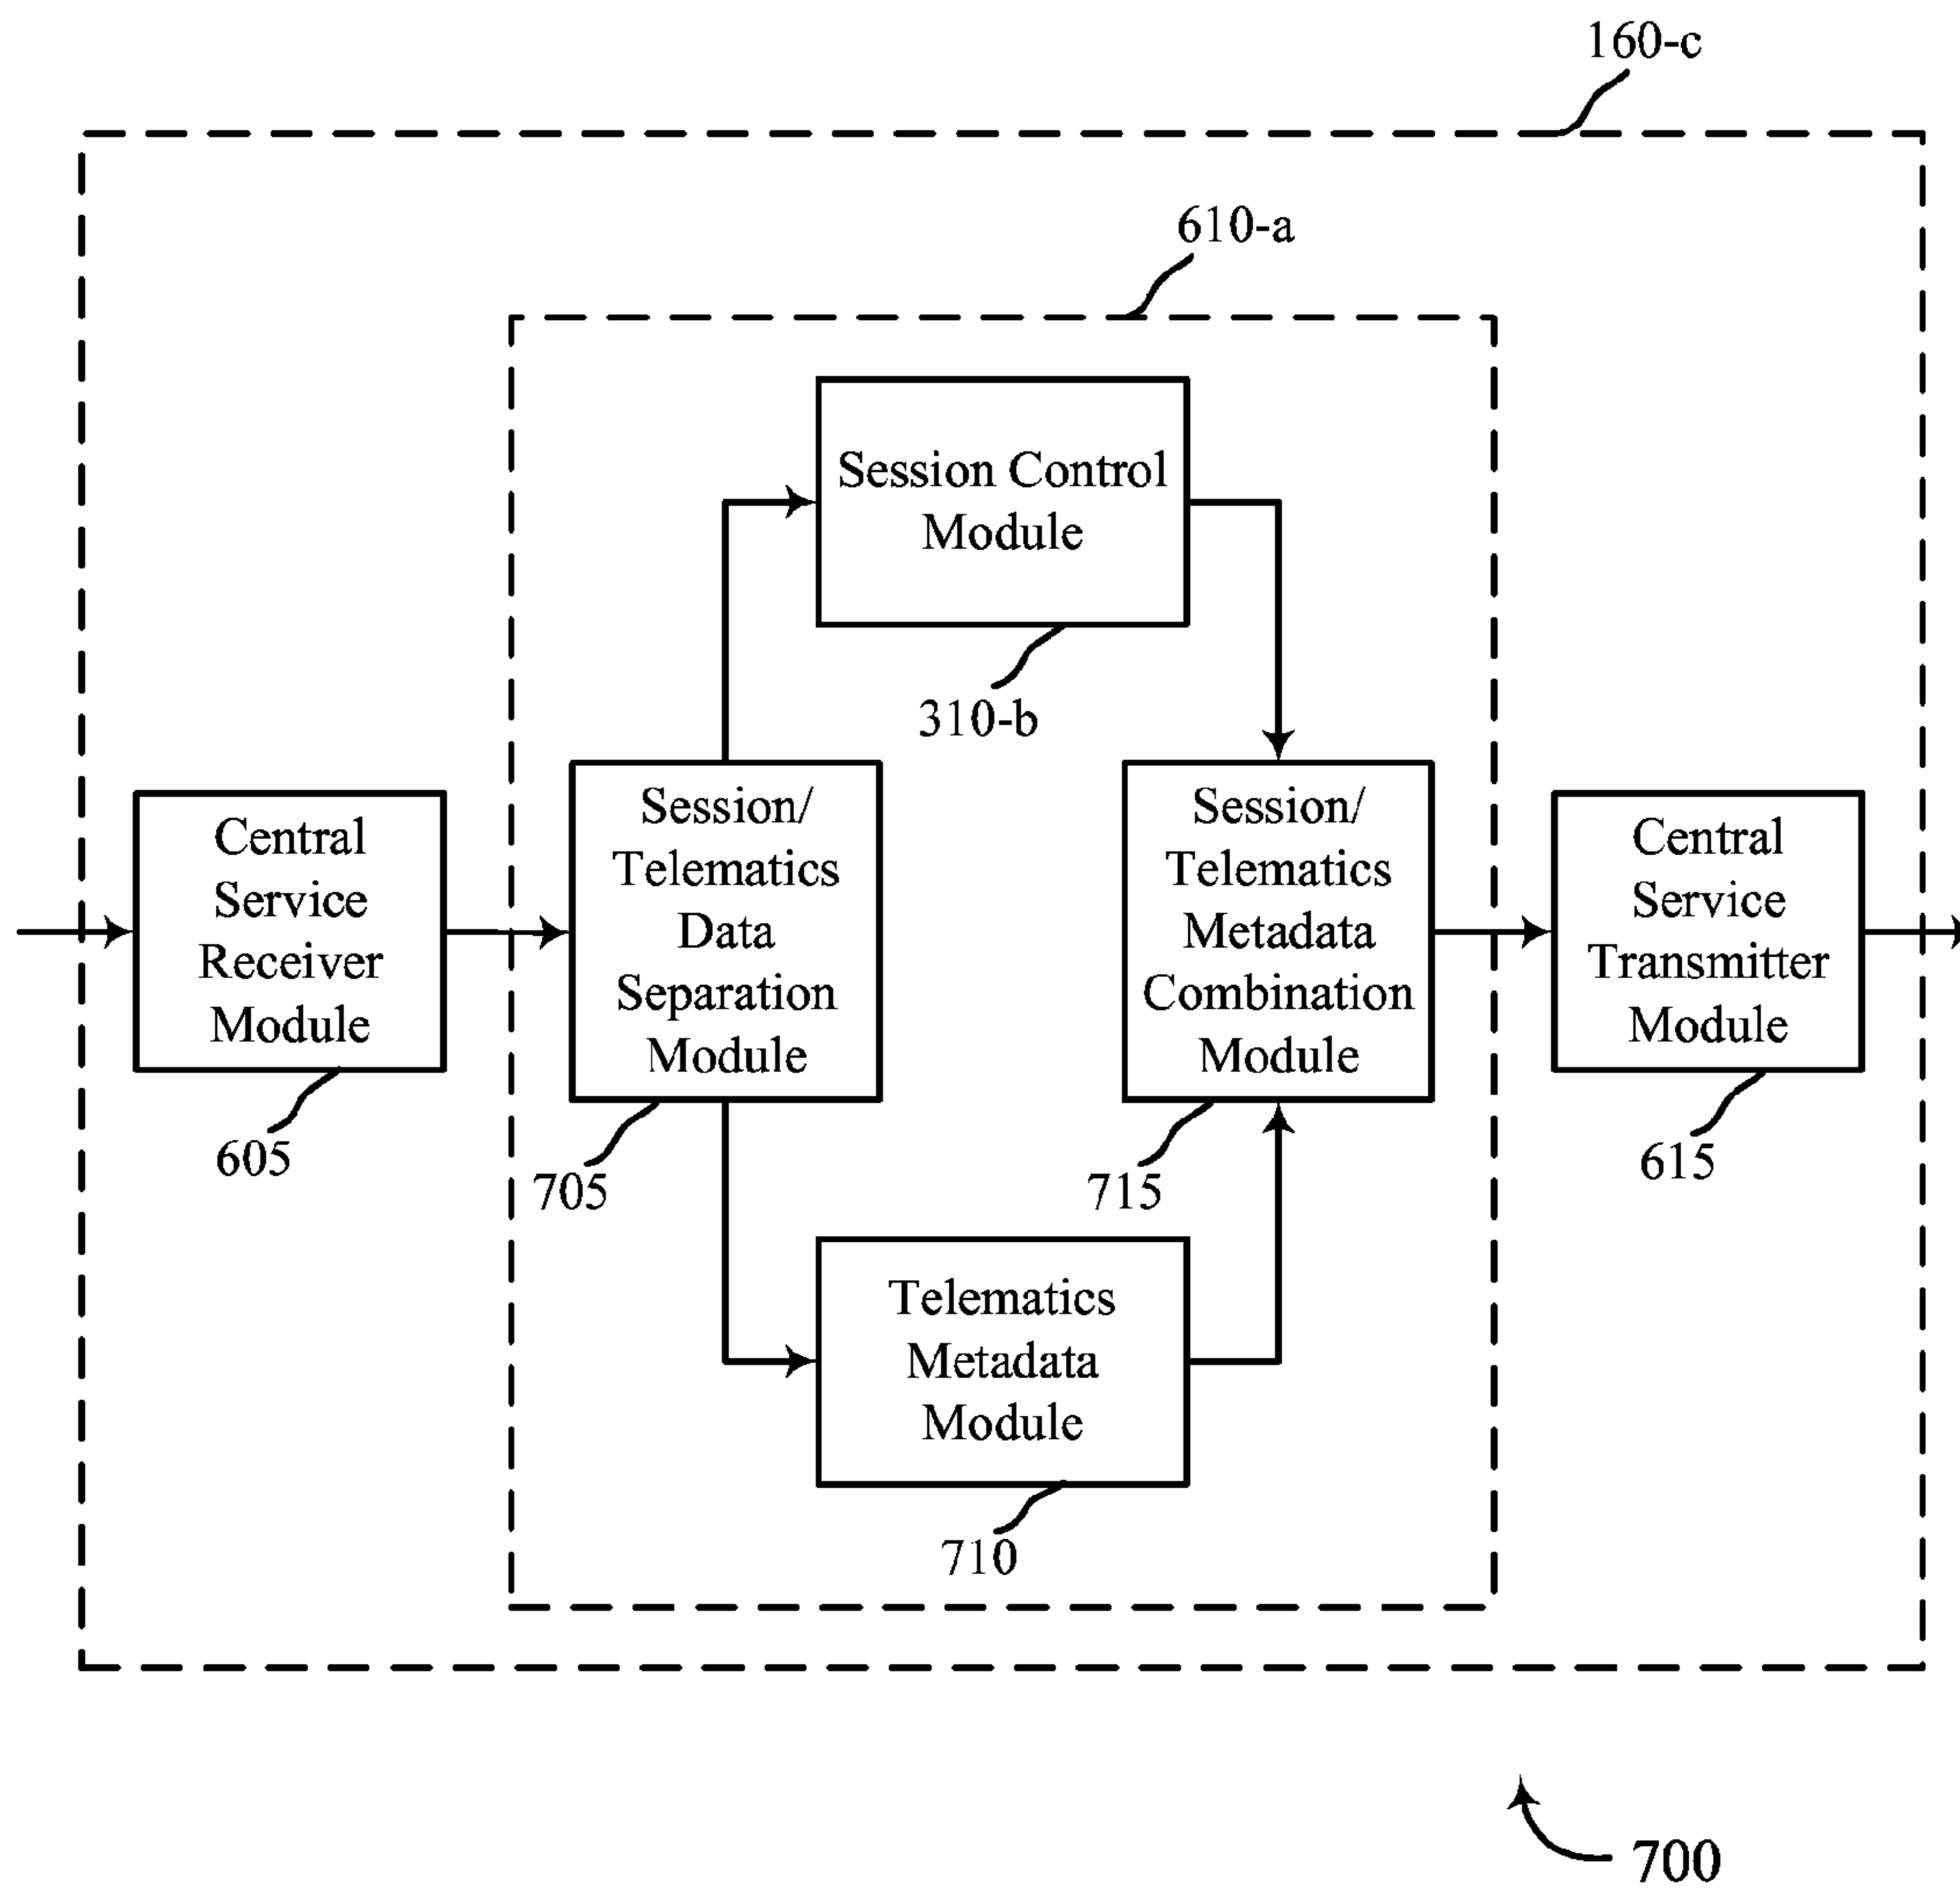 160-c
610-a
Session Control
Module
310-b
Central
Service
Receiver
Module
605
Session/
Telematics
Data
Separation
Module
705
Session/
Telematics
Metadata
Combination
Module
715
Central
Service
Transmitter
Module
615
Telematics
Metadata
Module
710
700